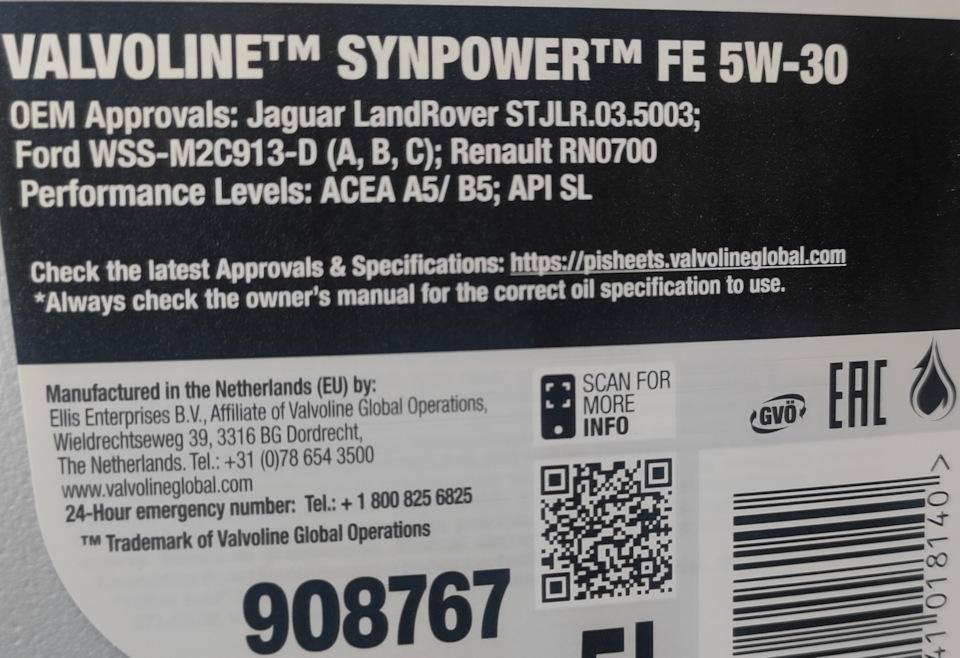 VALVOLINE™ SYNPOWER™ FE 5W-30
OEM Approvals: Jaguar LandRover STJLR.03.5003;
Ford WSS-M2C913-D (A, B, C); Renault RN0700
Performance Levels: ACEA A5/ B5; API SL
Check the latest Approvals & Specifications: https://pisheets.valvolineglobal.com
*Always check the owner's manual for the correct oil specification to use.
Manufactured in the Netherlands (EU) by:
Ellis Enterprises B.V., Affiliate of Valvoline Global Operations,
Wieldrechtseweg 39, 3316 BG Dordrecht,
The Netherlands. Tel.: +31 (0)78 654 3500
www.valvolineglobal.com
24-Hour emergency number: Tel.: + 1 800 825 6825
™ Trademark of Valvoline Global Operations
908767
SCAN FOR
MORE
INFO
GVÖ
EAC
41 018140 >